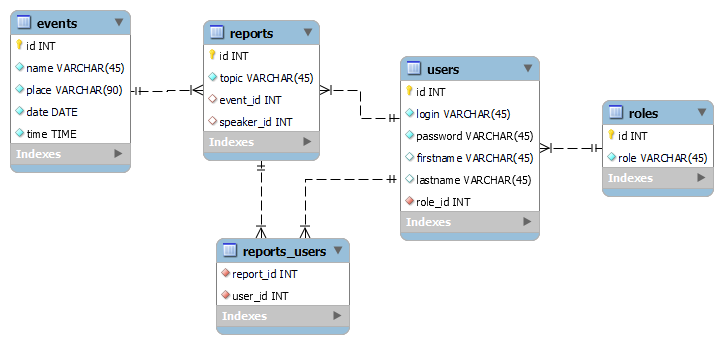 events
id INT
name VARCHAR(45)
place VARCHAR(90)
date DATE
time TIME
Indexes
reports
id INT
topic VARCHAR(45)
event_id INT
speaker_id INT
Indexes
users
id INT
login VARCHAR(45)
password VARCHAR(45)
firstname VARCHAR(45)
lastname VARCHAR(45)
role_id INT
Indexes
roles
id INT
role VARCHAR(45)
Indexes
reports_users
report_id INT
user_id INT
Indexes